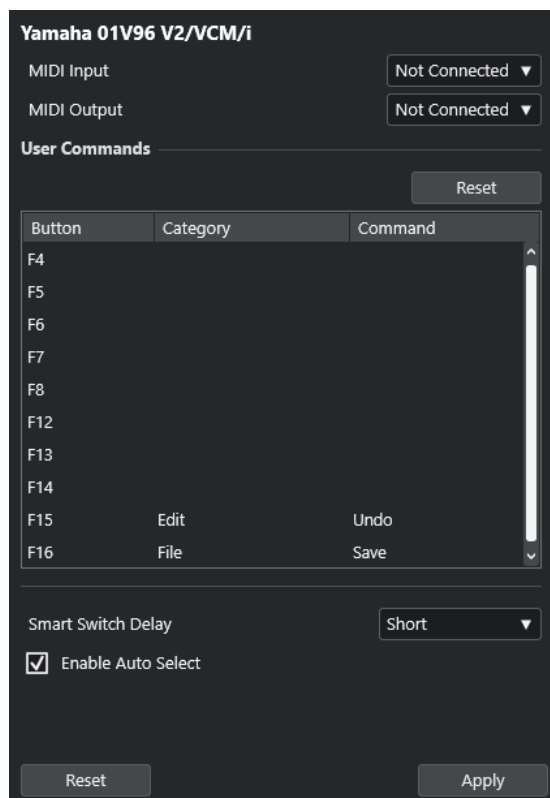 Yamaha 01V96 V2/VCM/i
MIDI Input Not Connected
MIDI Output Not Connected
User Commands
Reset
Button Category Command
F4
F5
F6
F7
F8
F12
F13
F14
F15 Edit Undo
F16 File Save
Smart Switch Delay Short
Enable Auto Select
Reset Apply